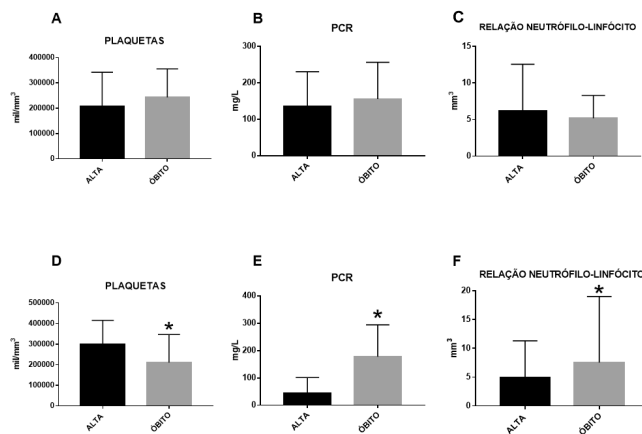 A
PLAQUETAS
mil/mm³
400000
300000
200000
100000
0
ALTA
ÓBITO
B
PCR
mg/L
300
200
100
0
ALTA
ÓBITO
C
RELAÇÃO NEUTRÓFILO-LINFÓCITO
mm³
15
10
5
0
ALTA
ÓBITO
D
PLAQUETAS
mil/mm³
500000
400000
300000
200000
100000
0
*
ALTA
ÓBITO
E
PCR
mg/L
400
300
200
100
0
*
ALTA
ÓBITO
F
RELAÇÃO NEUTRÓFILO-LINFÓCITO
mm³
20
15
10
5
0
*
ALTA
ÓBITO